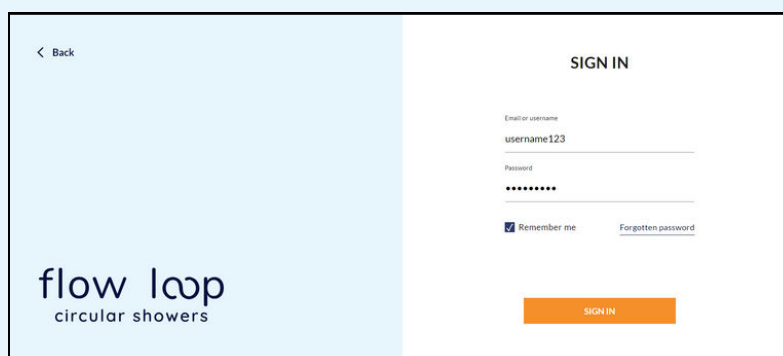 Back
flow loop
circular showers
SIGN IN
Email or username
username123
Password
•••••••••
Remember me
Forgotten password
SIGN IN